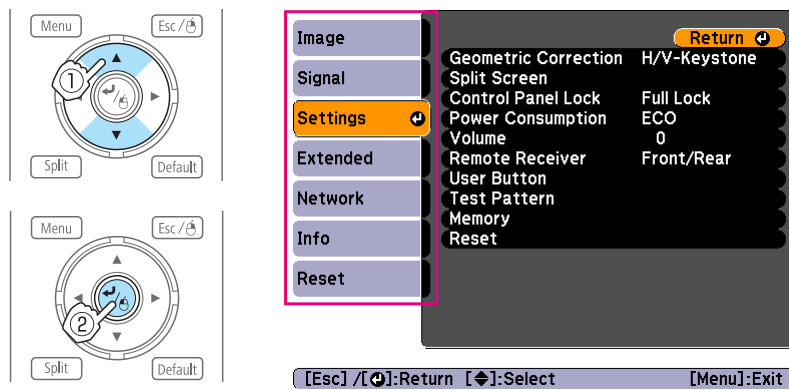 Menu
Esc /
1
Split
Default
Menu
Esc /
2
Split
Default
Image
Signal
Settings
Extended
Network
Info
Reset
Return
Geometric Correction H/V-Keystone
Split Screen
Control Panel Lock Full Lock
Power Consumption ECO
Volume 0
Remote Receiver Front/Rear
User Button
Test Pattern
Memory
Reset
[Esc] /[ ]:Return [ ]:Select [Menu]:Exit